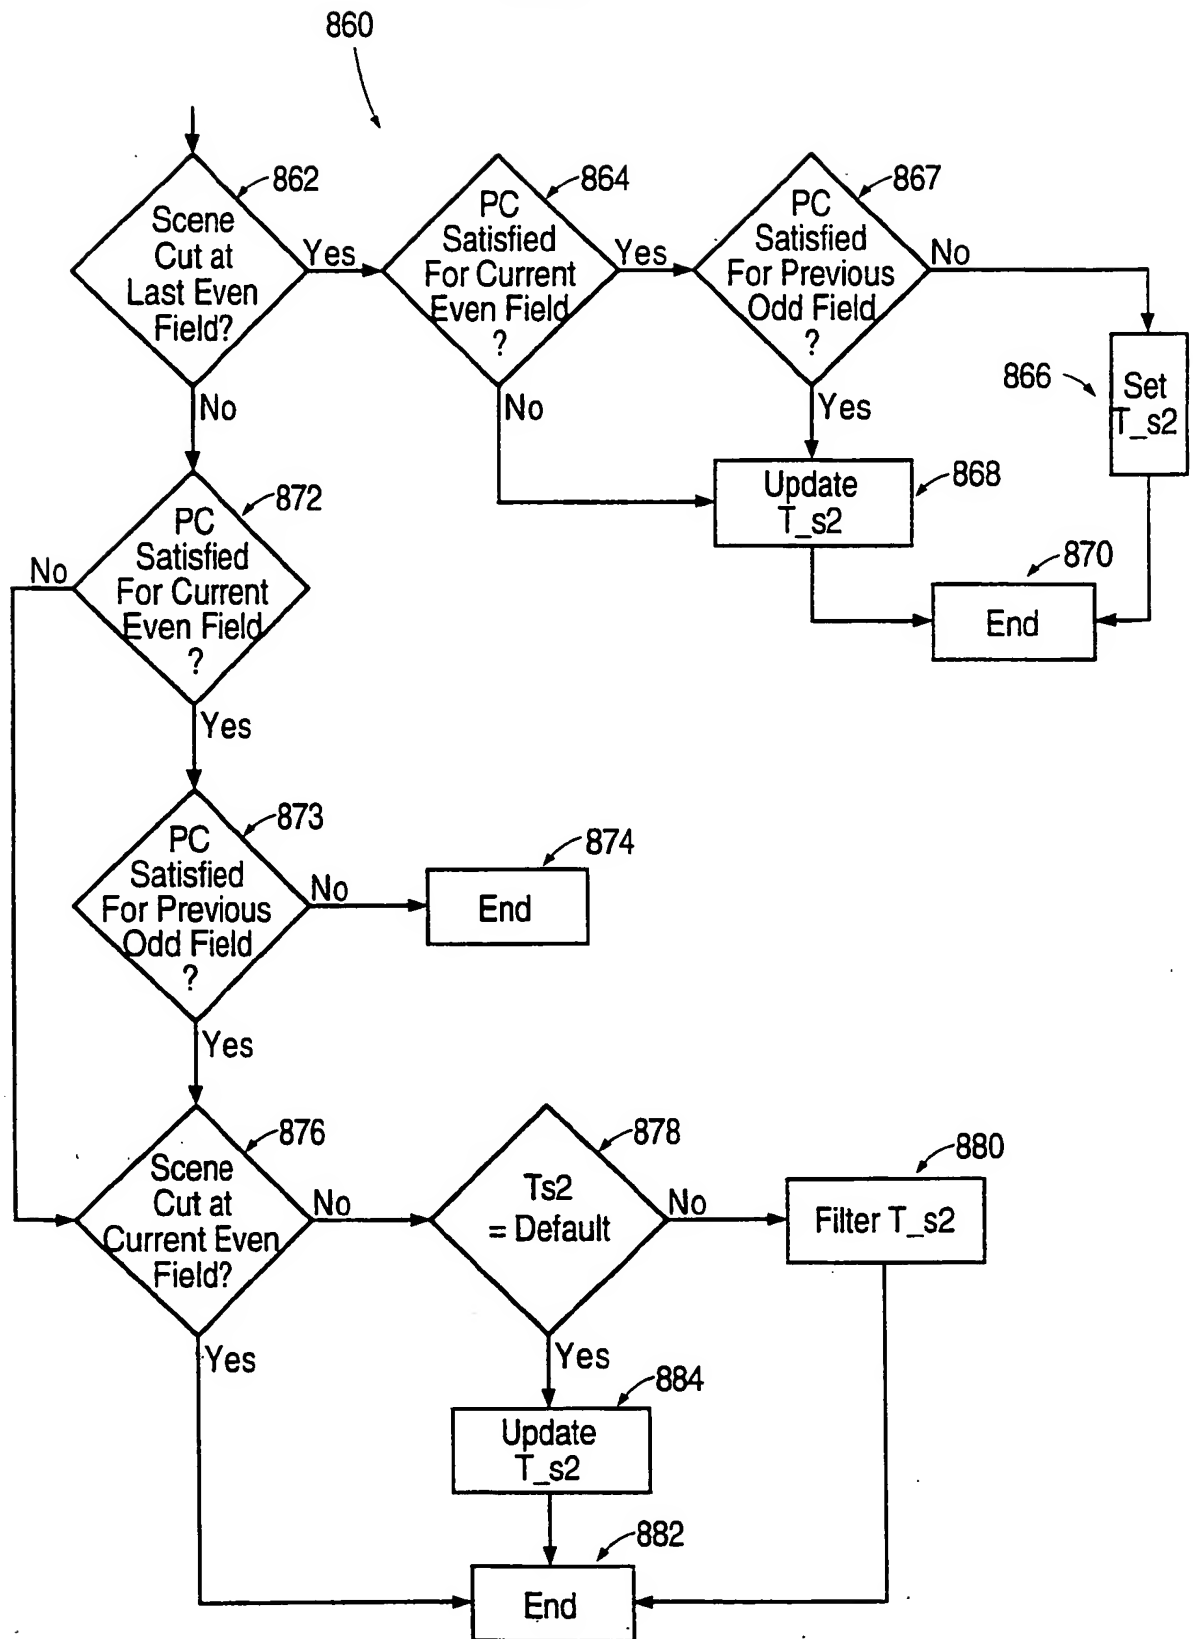 860
862
Scene
Cut at
Last Even
Field?
Yes
No
864
PC
Satisfied
For Current
Even Field
?
Yes
No
867
PC
Satisfied
For Previous
Odd Field
?
No
Yes
866
Set
T_s2
868
Update
T_s2
870
End
872
PC
Satisfied
For Current
Even Field
?
No
Yes
873
PC
Satisfied
For Previous
Odd Field
?
No
Yes
874
End
876
Scene
Cut at
Current Even
Field?
No
Yes
878
Ts2
= Default
No
Yes
880
Filter T_s2
884
Update
T_s2
882
End